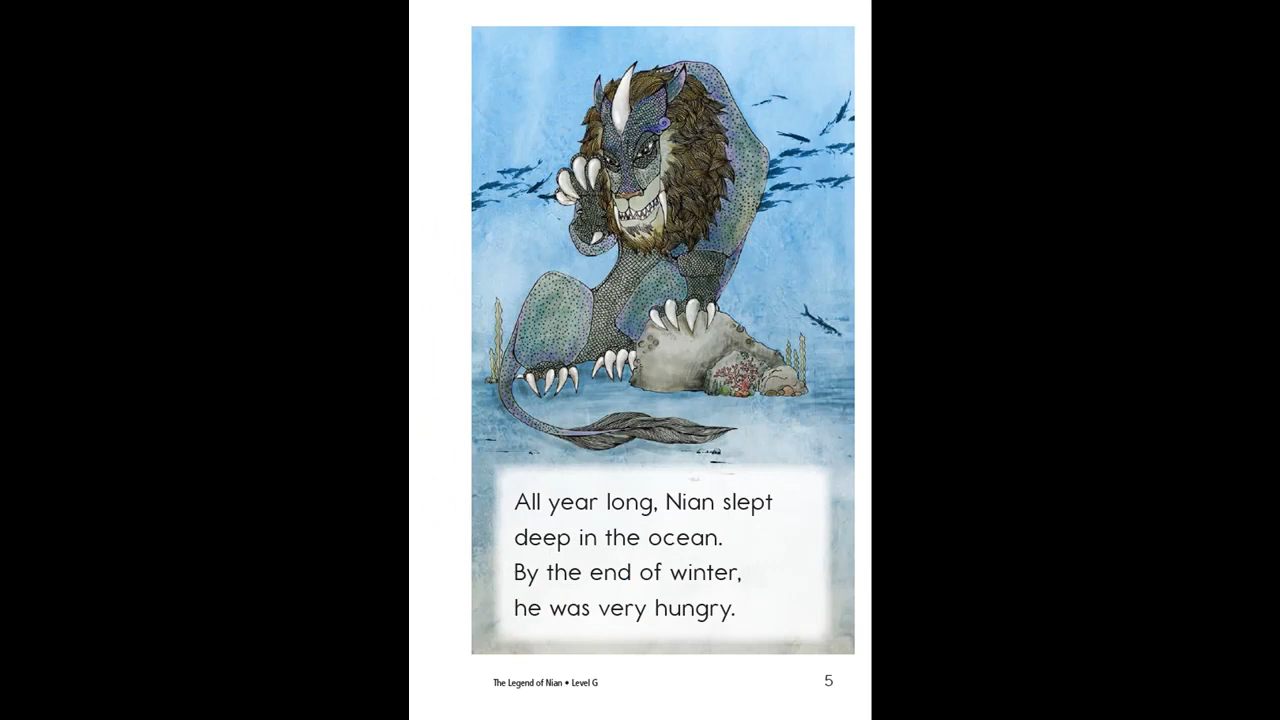 All year long, Nian slept
deep in the ocean.
By the end of winter,
he was very hungry.
The Legend of Nian • Level G
5